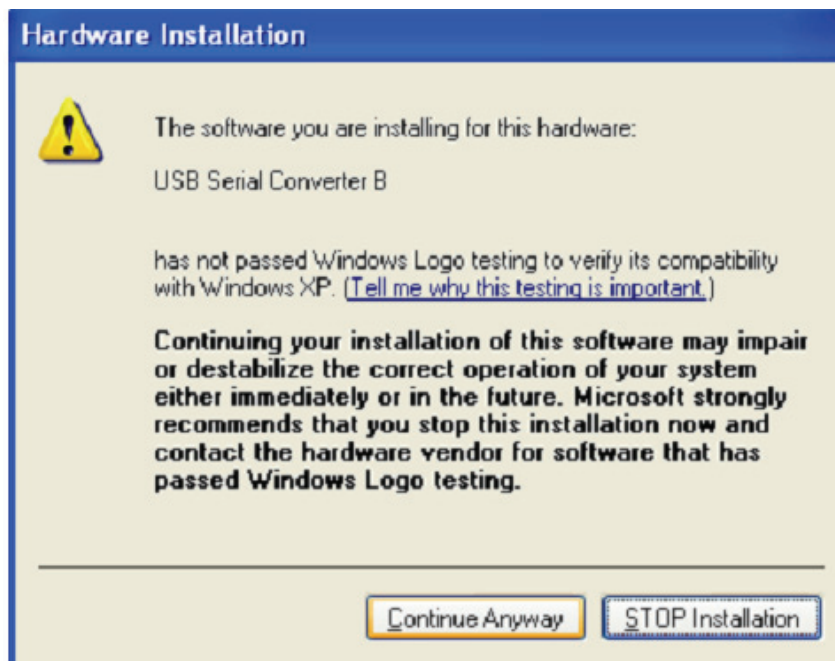 Hardware Installation
The software you are installing for this hardware:
USB Serial Converter B
has not passed Windows Logo testing to verify its compatibility
with Windows XP. (Tell me why this testing is important.)
Continuing your installation of this software may impair
or destabilize the correct operation of your system
either immediately or in the future. Microsoft strongly
recommends that you stop this installation now and
contact the hardware vendor for software that has
passed Windows Logo testing.
Continue Anyway
STOP Installation